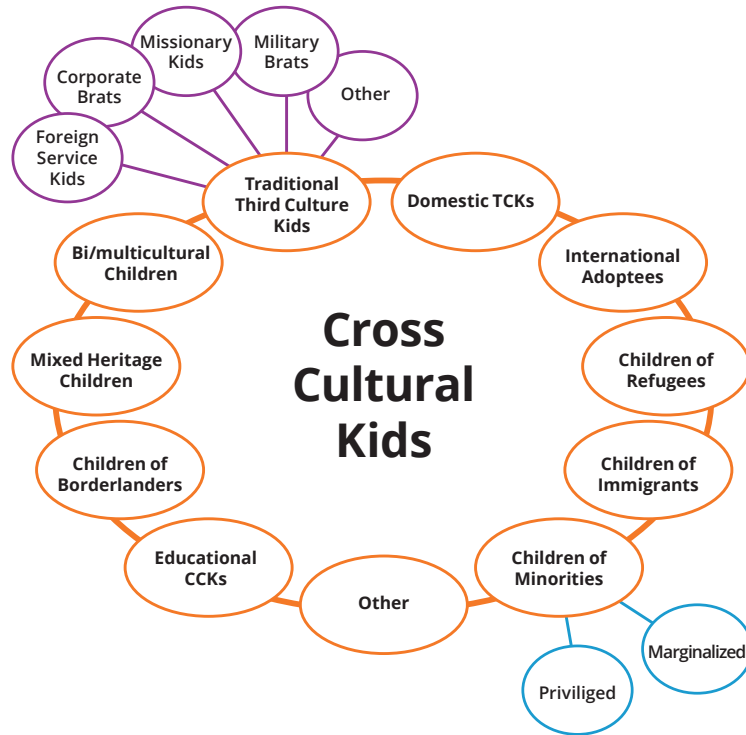 Missionary
Kids
Military
Brats
Corporate
Brats
Other
Foreign
Service
Kids
Traditional
Third Culture
Kids
Domestic TCKs
Bi/multicultural
Children
International
Adoptees
Cross
Cultural
Kids
Mixed Heritage
Children
Children of
Refugees
Children of
Borderlanders
Children of
Immigrants
Educational
CCKs
Other
Children of
Minorities
Marginalized
Priviliged